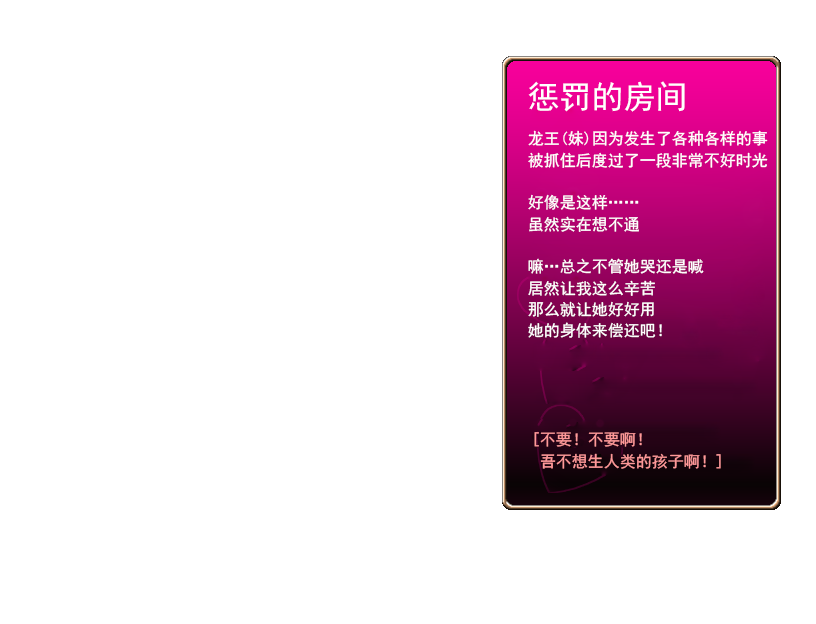 惩罚的房间
龙王(妹)因为发生了各种各样的事
被抓住后度过了一段非常不好时光
好像是这样……
虽然实在想不通
嘛…总之不管她哭还是喊
居然让我这么辛苦
那么就让她好好用
她的身体来偿还吧！
[不要！不要啊！
吾不想生人类的孩子啊！]